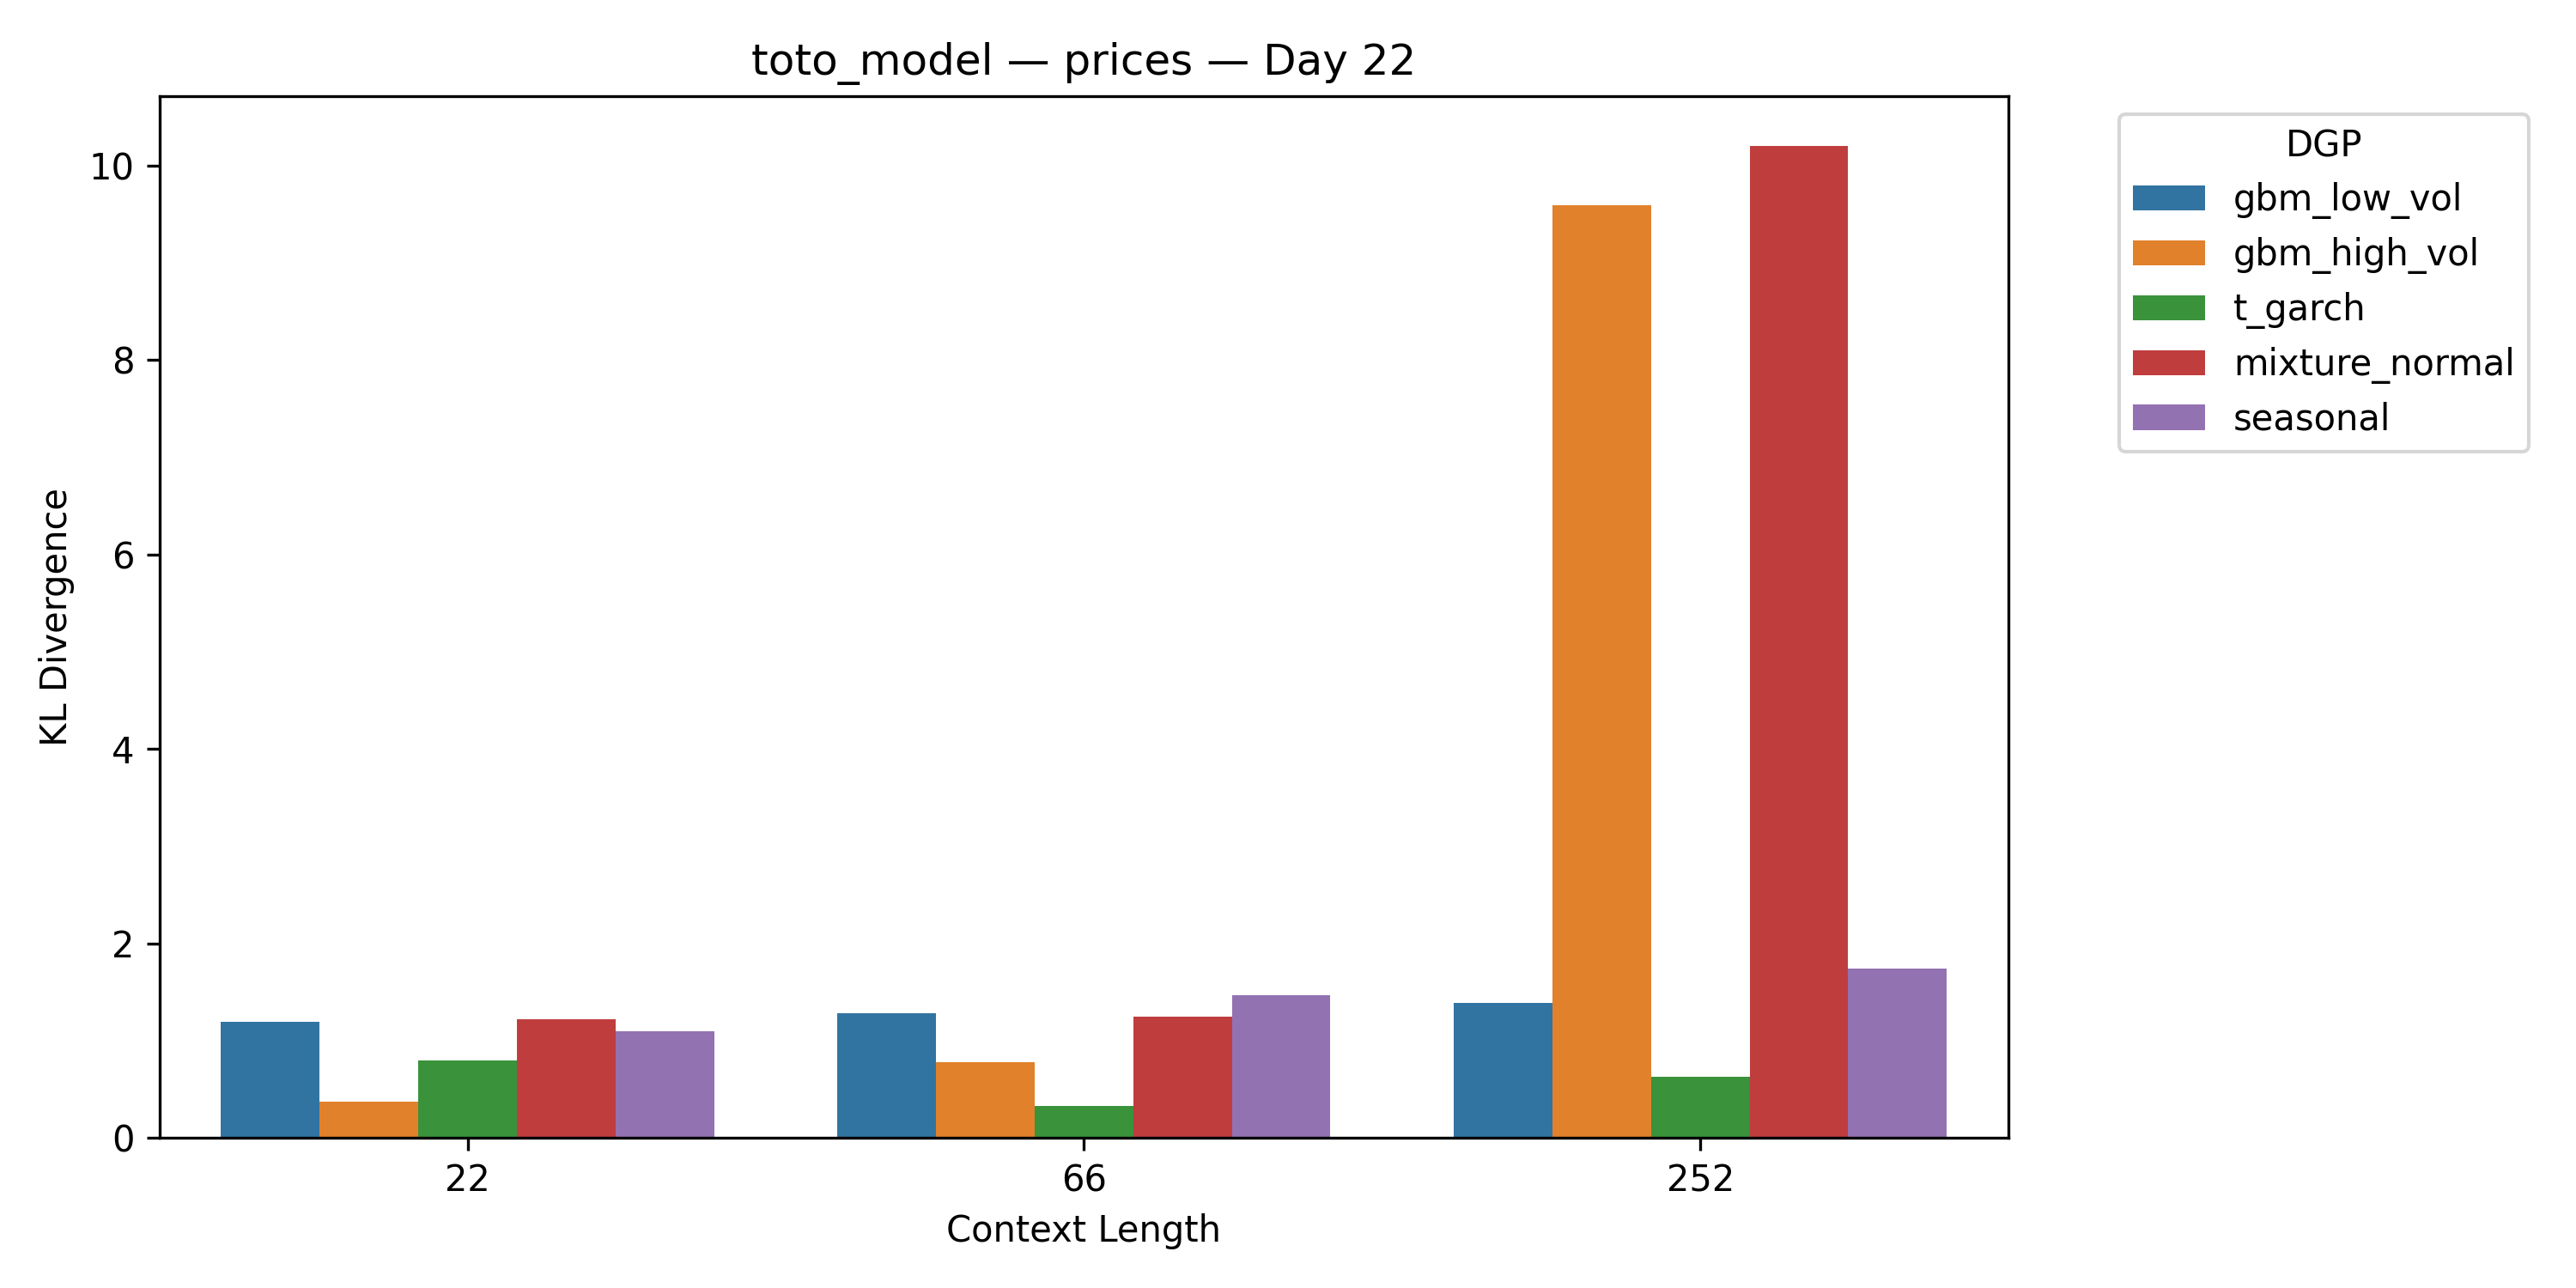 toto_model — prices — Day 22
KL Divergence
10
8
6
4
2
0
22
66
252
Context Length
DGP
gbm_low_vol
gbm_high_vol
t_garch
mixture_normal
seasonal